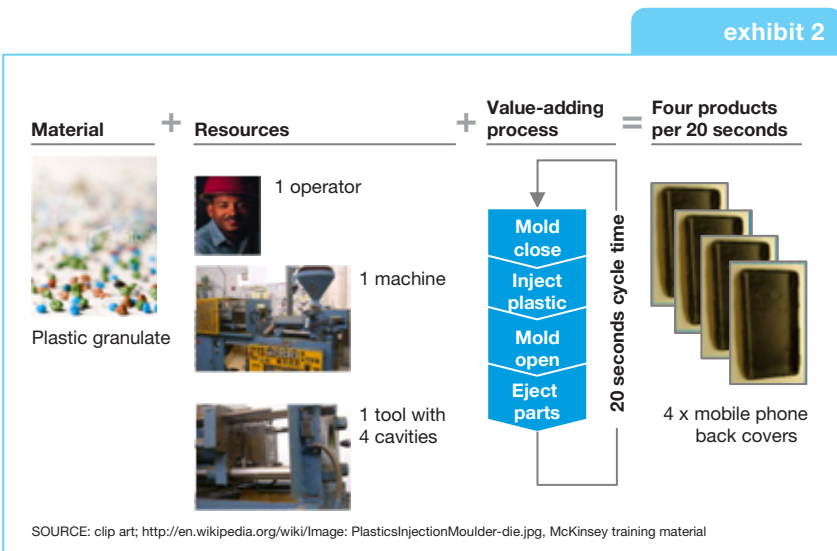 exhibit 2
Material
+
Resources
+
Value-adding
process
=
Four products
per 20 seconds
Plastic granulate
1 operator
1 machine
1 tool with
4 cavities
Mold
close
Inject
plastic
Mold
open
Eject
parts
20 seconds cycle time
4 x mobile phone
back covers
SOURCE: clip art; http://en.wikipedia.org/wiki/Image: PlasticsInjectionMoulder-die.jpg, McKinsey training material